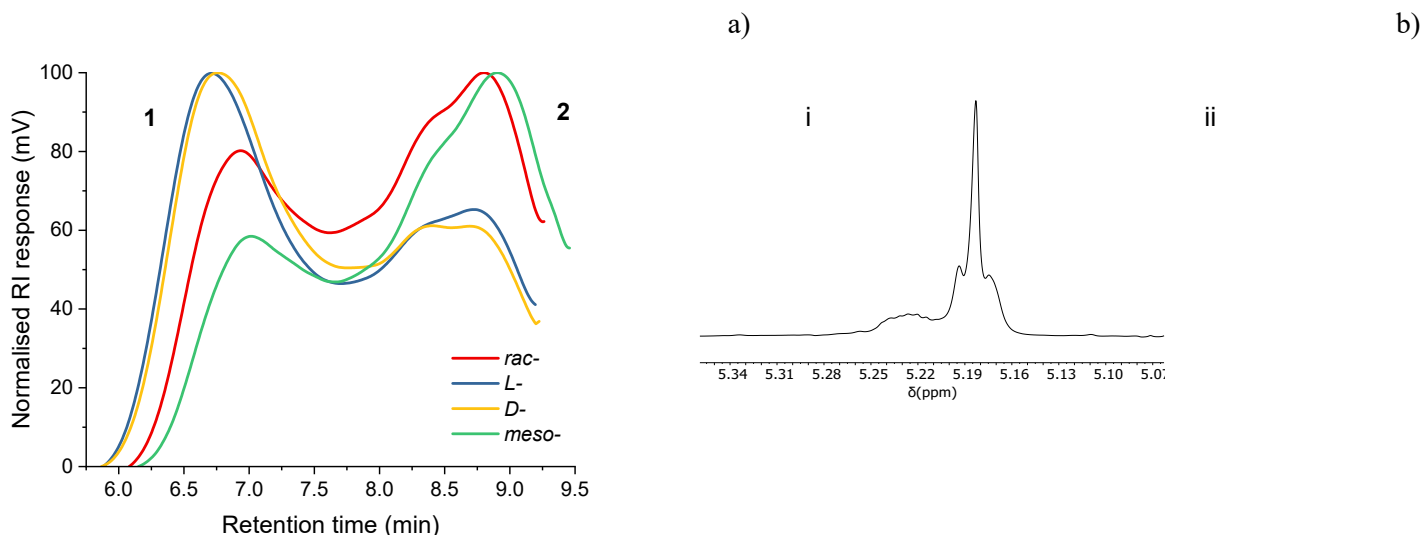 a)
b)
Normalised RI response (mV)
100
80
60
40
20
0
1
2
rac-
L-
D-
meso-
6.0 6.5 7.0 7.5 8.0 8.5 9.0 9.5
Retention time (min)
i
ii
5.34 5.31 5.28 5.25 5.22 5.19 5.16 5.13 5.10 5.07
δ(ppm)